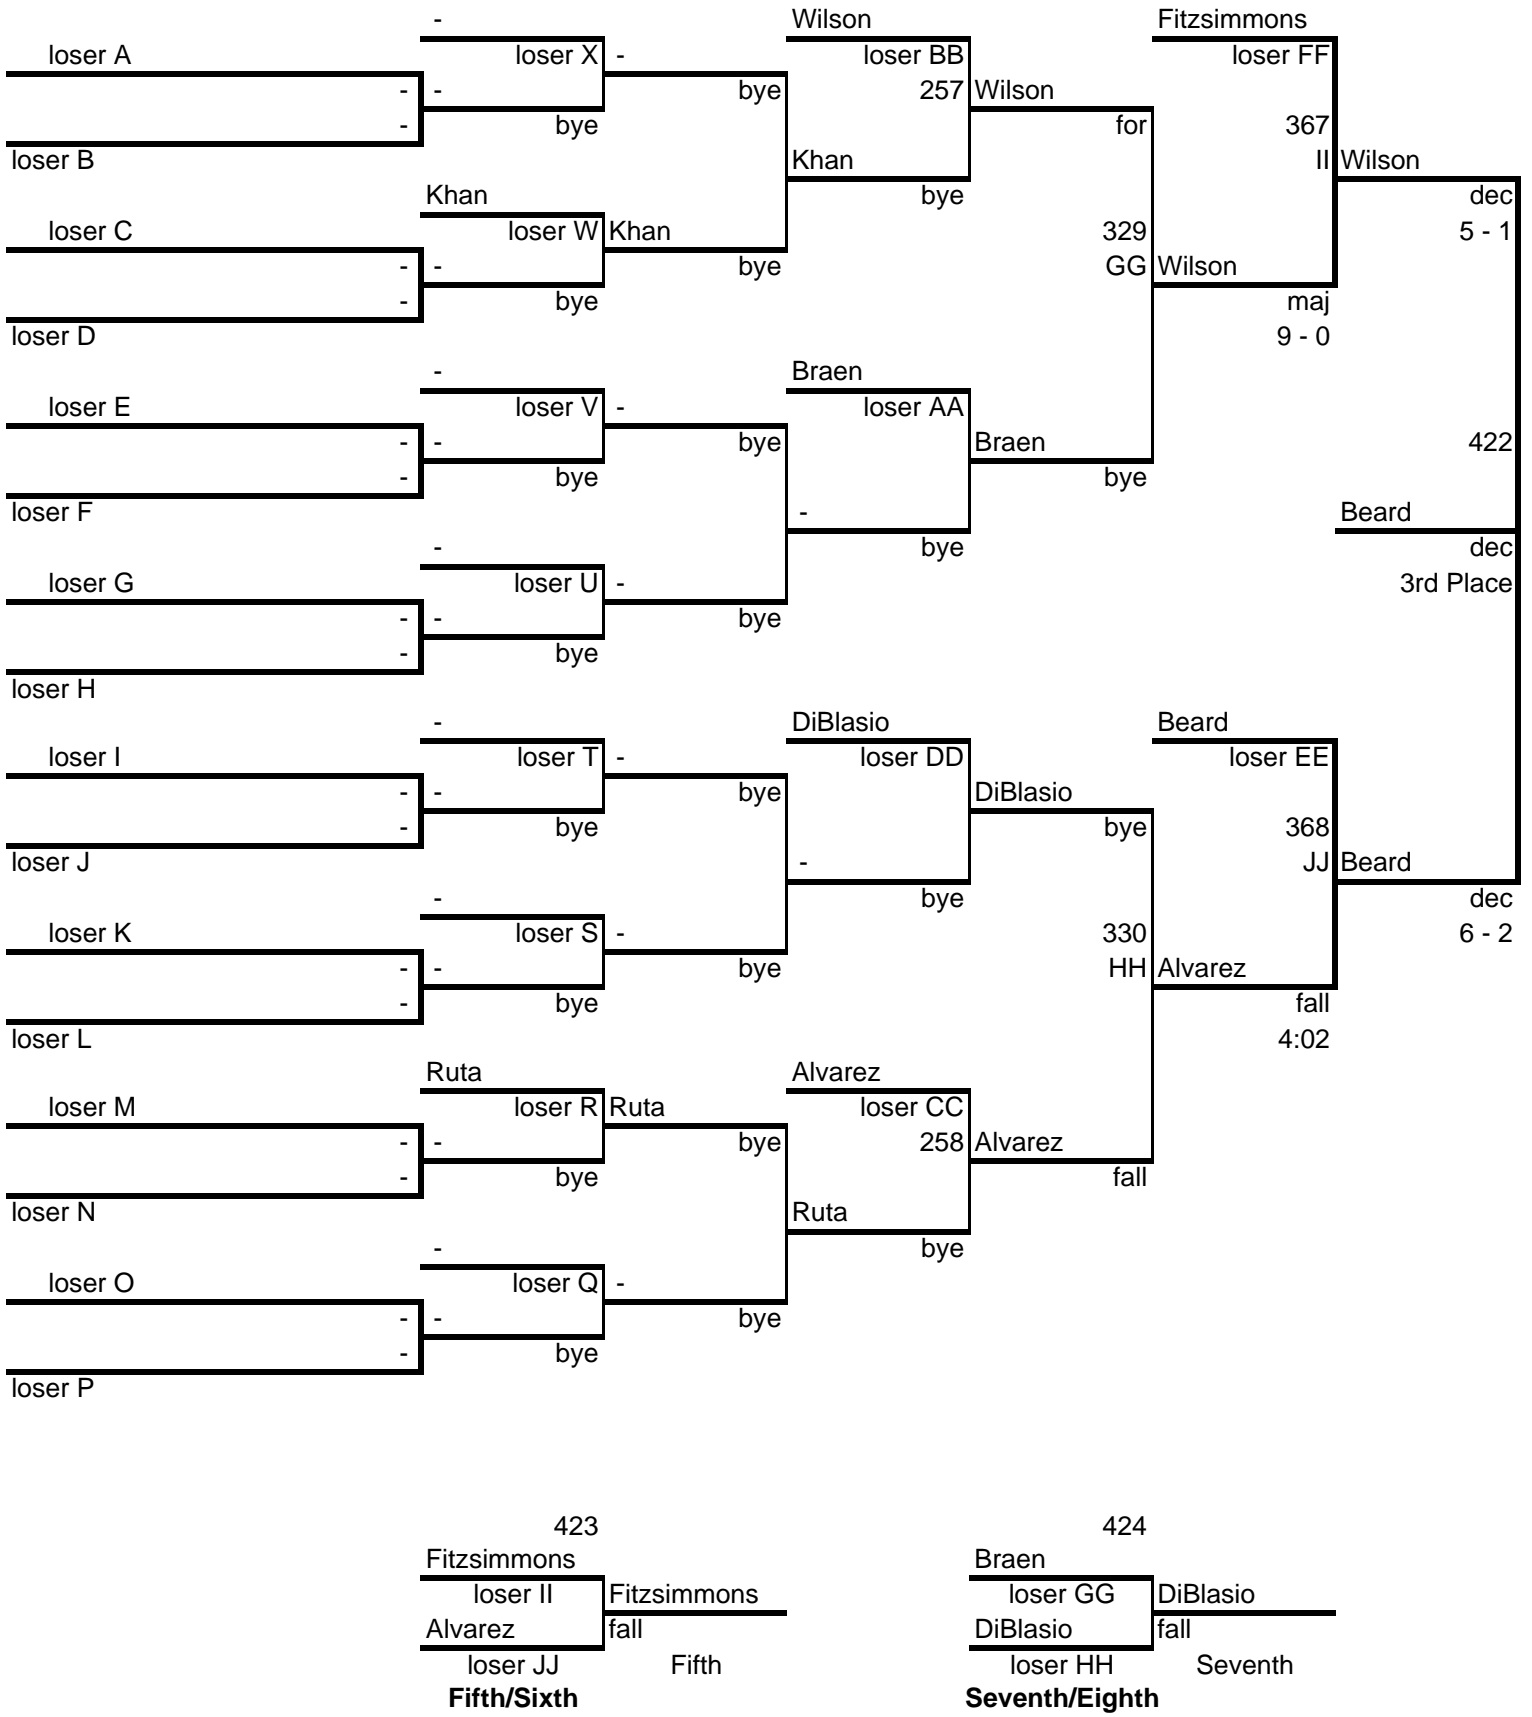 - Wilson Fitzsimmons
loser A loser X - loser BB loser FF
- - bye 257 Wilson
- bye for 367
loser B Khan II Wilson
Khan bye dec
loser C loser W Khan 329 5 - 1
- - bye GG Wilson
- bye maj
loser D 9 - 0
- Braen
loser E loser V - loser AA
- - bye Braen 422
- bye bye
loser F - Beard
- bye dec
loser G loser U - 3rd Place
- - bye
- bye
loser H
- DiBlasio Beard
loser I loser T - loser DD loser EE
- - bye DiBlasio
- bye bye 368
loser J - JJ Beard
- bye dec
loser K loser S - 330 6 - 2
- - bye HH Alvarez
- bye fall
loser L 4:02
Ruta Alvarez
loser M loser R Ruta loser CC
- - bye 258 Alvarez
- bye fall
loser N Ruta
- bye
loser O loser Q -
- - bye
- bye
loser P
423 424
Fitzsimmons Braen
loser II Fitzsimmons loser GG DiBlasio
Alvarez fall DiBlasio fall
loser JJ Fifth loser HH Seventh
Fifth/Sixth Seventh/Eighth